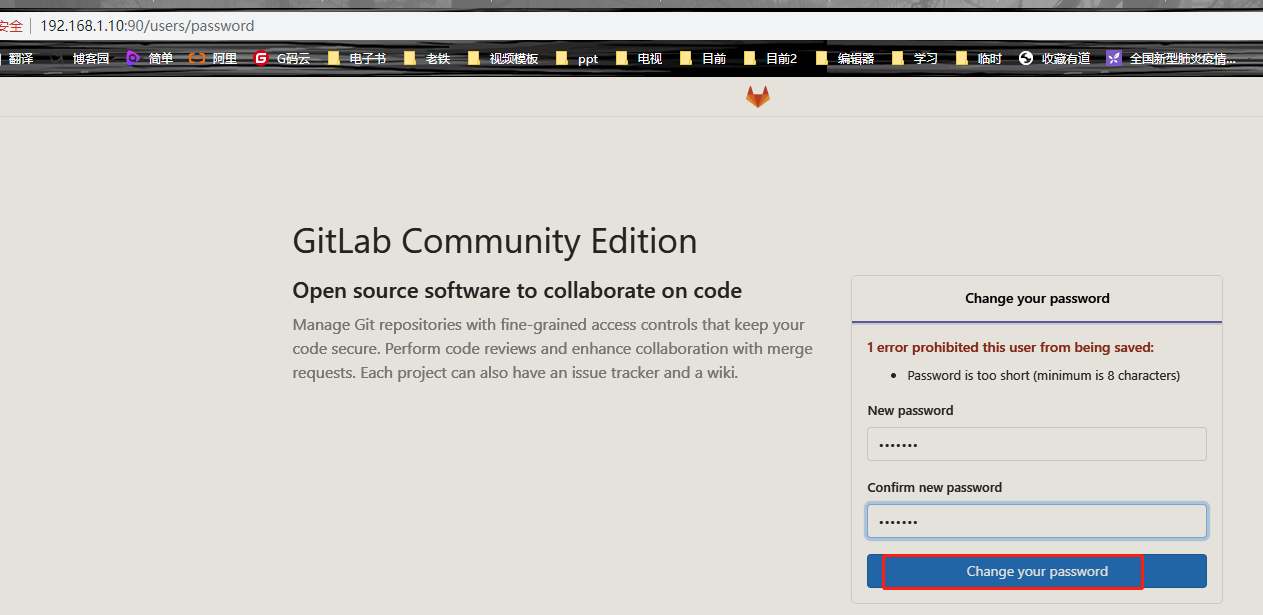 安全 | 192.168.1.10:90/users/password
翻译 博客园 简单 阿里 G码云 电子书 老铁 视频模板 ppt 电视 目前 目前2 编辑器 学习 临时 收藏有道 全国新型肺炎疫情...
GitLab Community Edition
Open source software to collaborate on code
Manage Git repositories with fine-grained access controls that keep your
code secure. Perform code reviews and enhance collaboration with merge
requests. Each project can also have an issue tracker and a wiki.
Change your password
1 error prohibited this user from being saved:
• Password is too short (minimum is 8 characters)
New password
•••••••
Confirm new password
•••••••
Change your password